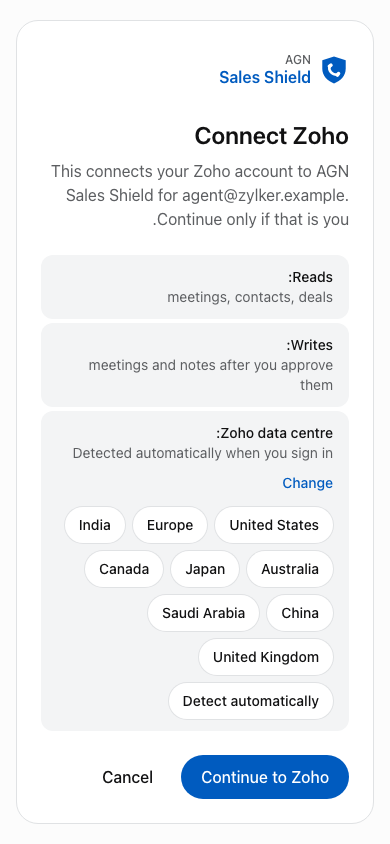 AGN
Sales Shield
Connect Zoho
This connects your Zoho account to AGN
Sales Shield for agent@zylker.example.
.Continue only if that is you
:Reads
meetings, contacts, deals
:Writes
meetings and notes after you approve
them
:Zoho data centre
Detected automatically when you sign in
Change
India Europe United States
Canada Japan Australia
Saudi Arabia China
United Kingdom
Detect automatically
Cancel Continue to Zoho